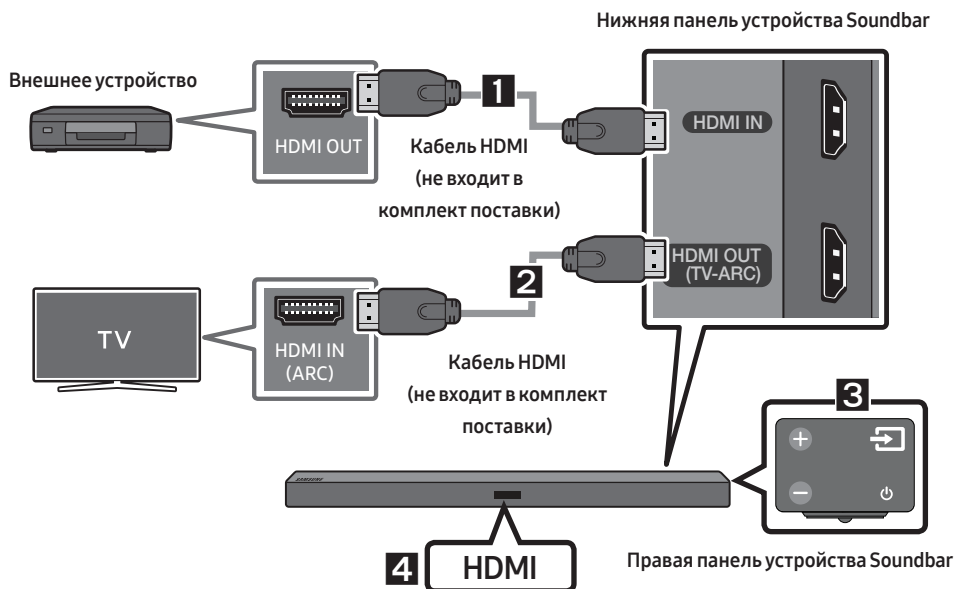 Нижняя панель устройства Soundbar
Внешнее устройство
HDMI OUT
1
Кабель HDMI
(не входит в
комплект поставки)
HDMI IN
HDMI OUT
(TV-ARC)
TV
HDMI IN
(ARC)
2
Кабель HDMI
(не входит в комплект
поставки)
3
+
−
SAMSUNG
4
HDMI
Правая панель устройства Soundbar